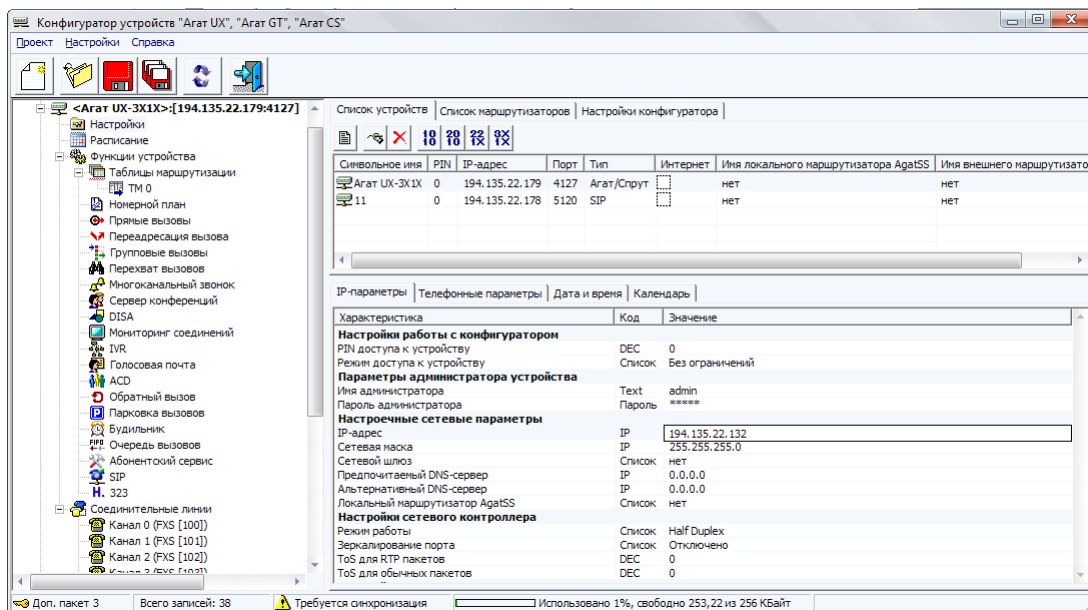 Конфигуратор устройств "Агат UX", "Агат GT", "Агат CS"
Проект Настройки Справка
<Агат UX-3X1X>:[194.135.22.179:4127]
Настройки
Расписание
Функции устройства
Таблицы маршрутизации
ТМ 0
Номерной план
Прямые вызовы
Переадресация вызова
Групповые вызовы
Перехват вызовов
Многоканальный звонок
Сервер конференций
DISA
Мониторинг соединений
IVR
Голосовая почта
ACD
Обратный вызов
Парковка вызовов
Будильник
FIFO Очередь вызовов
Абонентский сервис
SIP
H. 323
Соединительные линии
Канал 0 (FXS [100])
Канал 1 (FXS [101])
Канал 2 (FXS [102])
Канал 3 (FXS [103])
Список устройств Список маршрутизаторов Настройки конфигуратора
Символьное имя PIN IP-адрес Порт Тип Интернет Имя локального маршрутизатора AgatSS Имя внешнего маршрутизато
Агат UX-3X1X 0 194.135.22.179 4127 Агат/Спрут нет нет
11 0 194.135.22.178 5120 SIP нет нет
IP-параметры Телефонные параметры Дата и время Календарь
Характеристика Код Значение
Настройки работы с конфигуратором
PIN доступа к устройству DEC 0
Режим доступа к устройству Список Без ограничений
Параметры администратора устройства
Имя администратора Text admin
Пароль администратора Пароль *****
Настроечные сетевые параметры
IP-адрес IP 194.135.22.132
Сетевая маска IP 255.255.255.0
Сетевой шлюз Список нет
Предпочитаемый DNS-сервер IP 0.0.0.0
Альтернативный DNS-сервер IP 0.0.0.0
Локальный маршрутизатор AgatSS Список нет
Настройки сетевого контроллера
Режим работы Список Half Duplex
Зеркалирование порта Список Отключено
ToS для RTP пакетов DEC 0
ToS для обычных пакетов DEC 0
Доп. пакет 3 Всего записей: 38 Требуется синхронизация Использовано 1%, свободно 253,22 из 256 КБайт